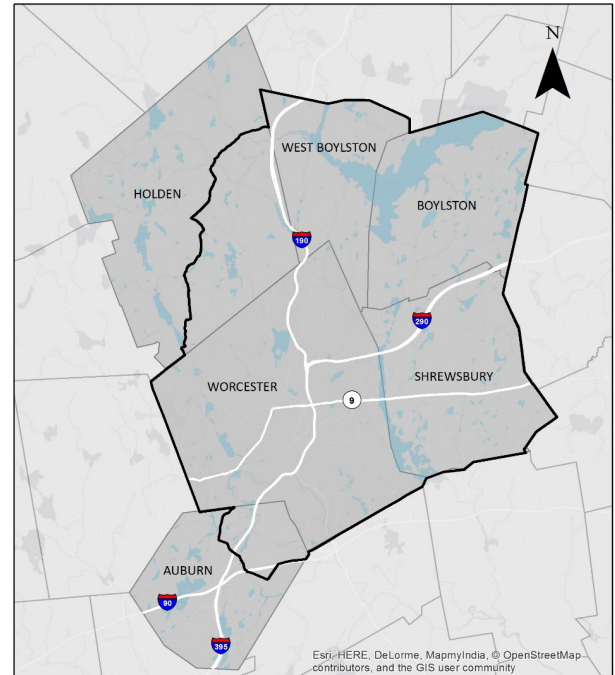 N
WEST BOYLSTON
HOLDEN
BOYLSTON
190
290
SHREWSBURY
WORCESTER
9
AUBURN
90
395
Esri, HERE, DeLorme, MapmyIndia, © OpenStreetMap
contributors, and the GIS user community